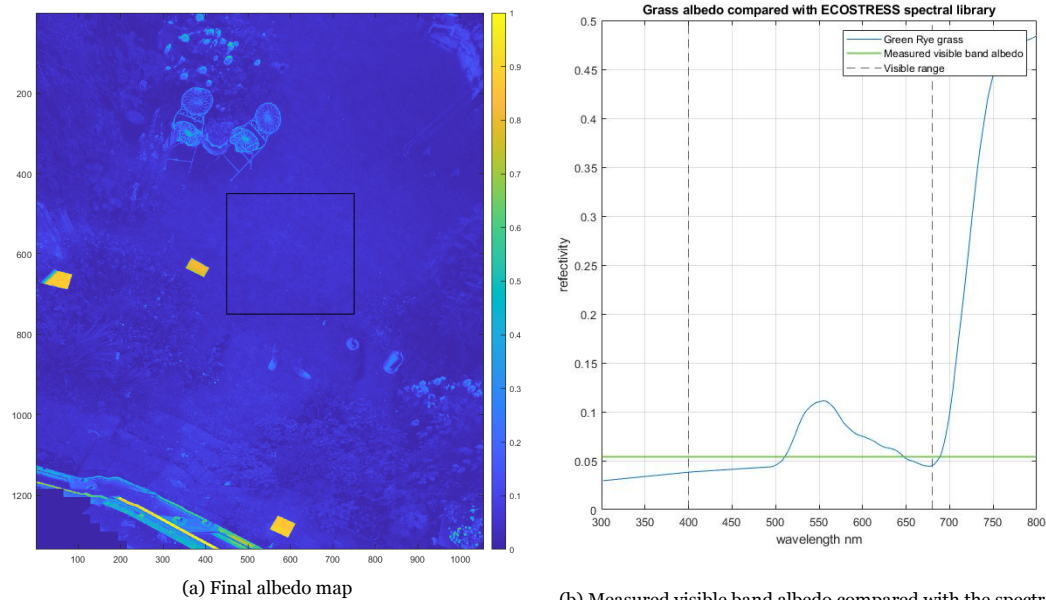 200
400
600
800
1000
1200
100 200 300 400 500 600 700 800 900 1000
1
0.9
0.8
0.7
0.6
0.5
0.4
0.3
0.2
0.1
0
(a) Final albedo map
Grass albedo compared with ECOSTRESS spectral library
Green Rye grass
Measured visible band albedo
Visible range
0.5
0.45
0.4
0.35
0.3
0.25
0.2
0.15
0.1
0.05
0
refectivity
300 350 400 450 500 550 600 650 700 750 800
wavelength nm
(b) Measured visible band albedo compared with the spectr